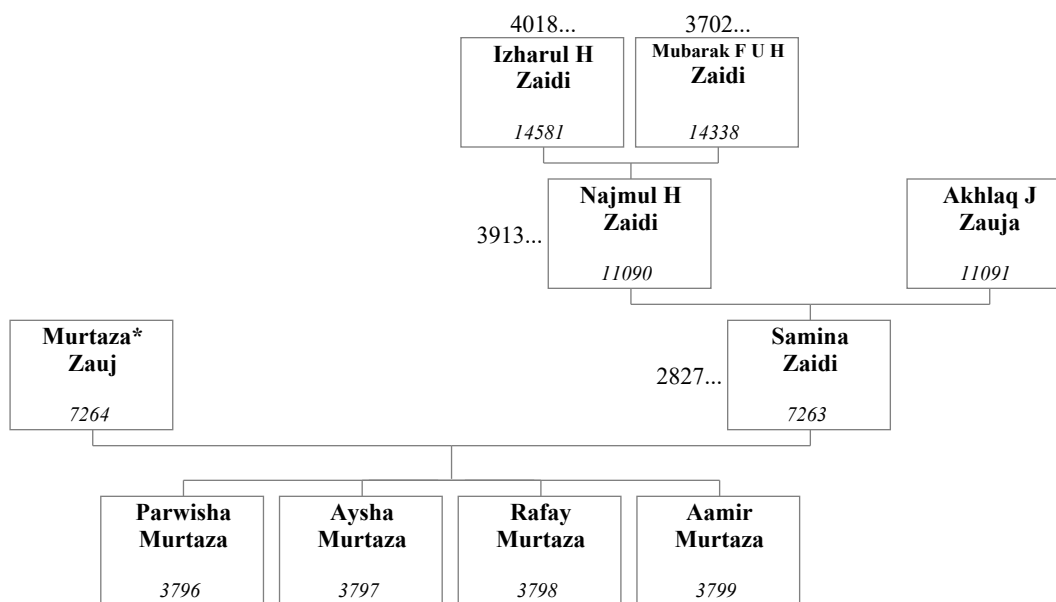 4018...
3702...
Izharul H
Zaidi
14581
Mubarak F U H
Zaidi
14338
3913...
Najmul H
Zaidi
11090
Akhlaq J
Zauja
11091
Murtaza*
Zauj
7264
2827...
Samina
Zaidi
7263
Parwisha
Murtaza
3796
Aysha
Murtaza
3797
Rafay
Murtaza
3798
Aamir
Murtaza
3799